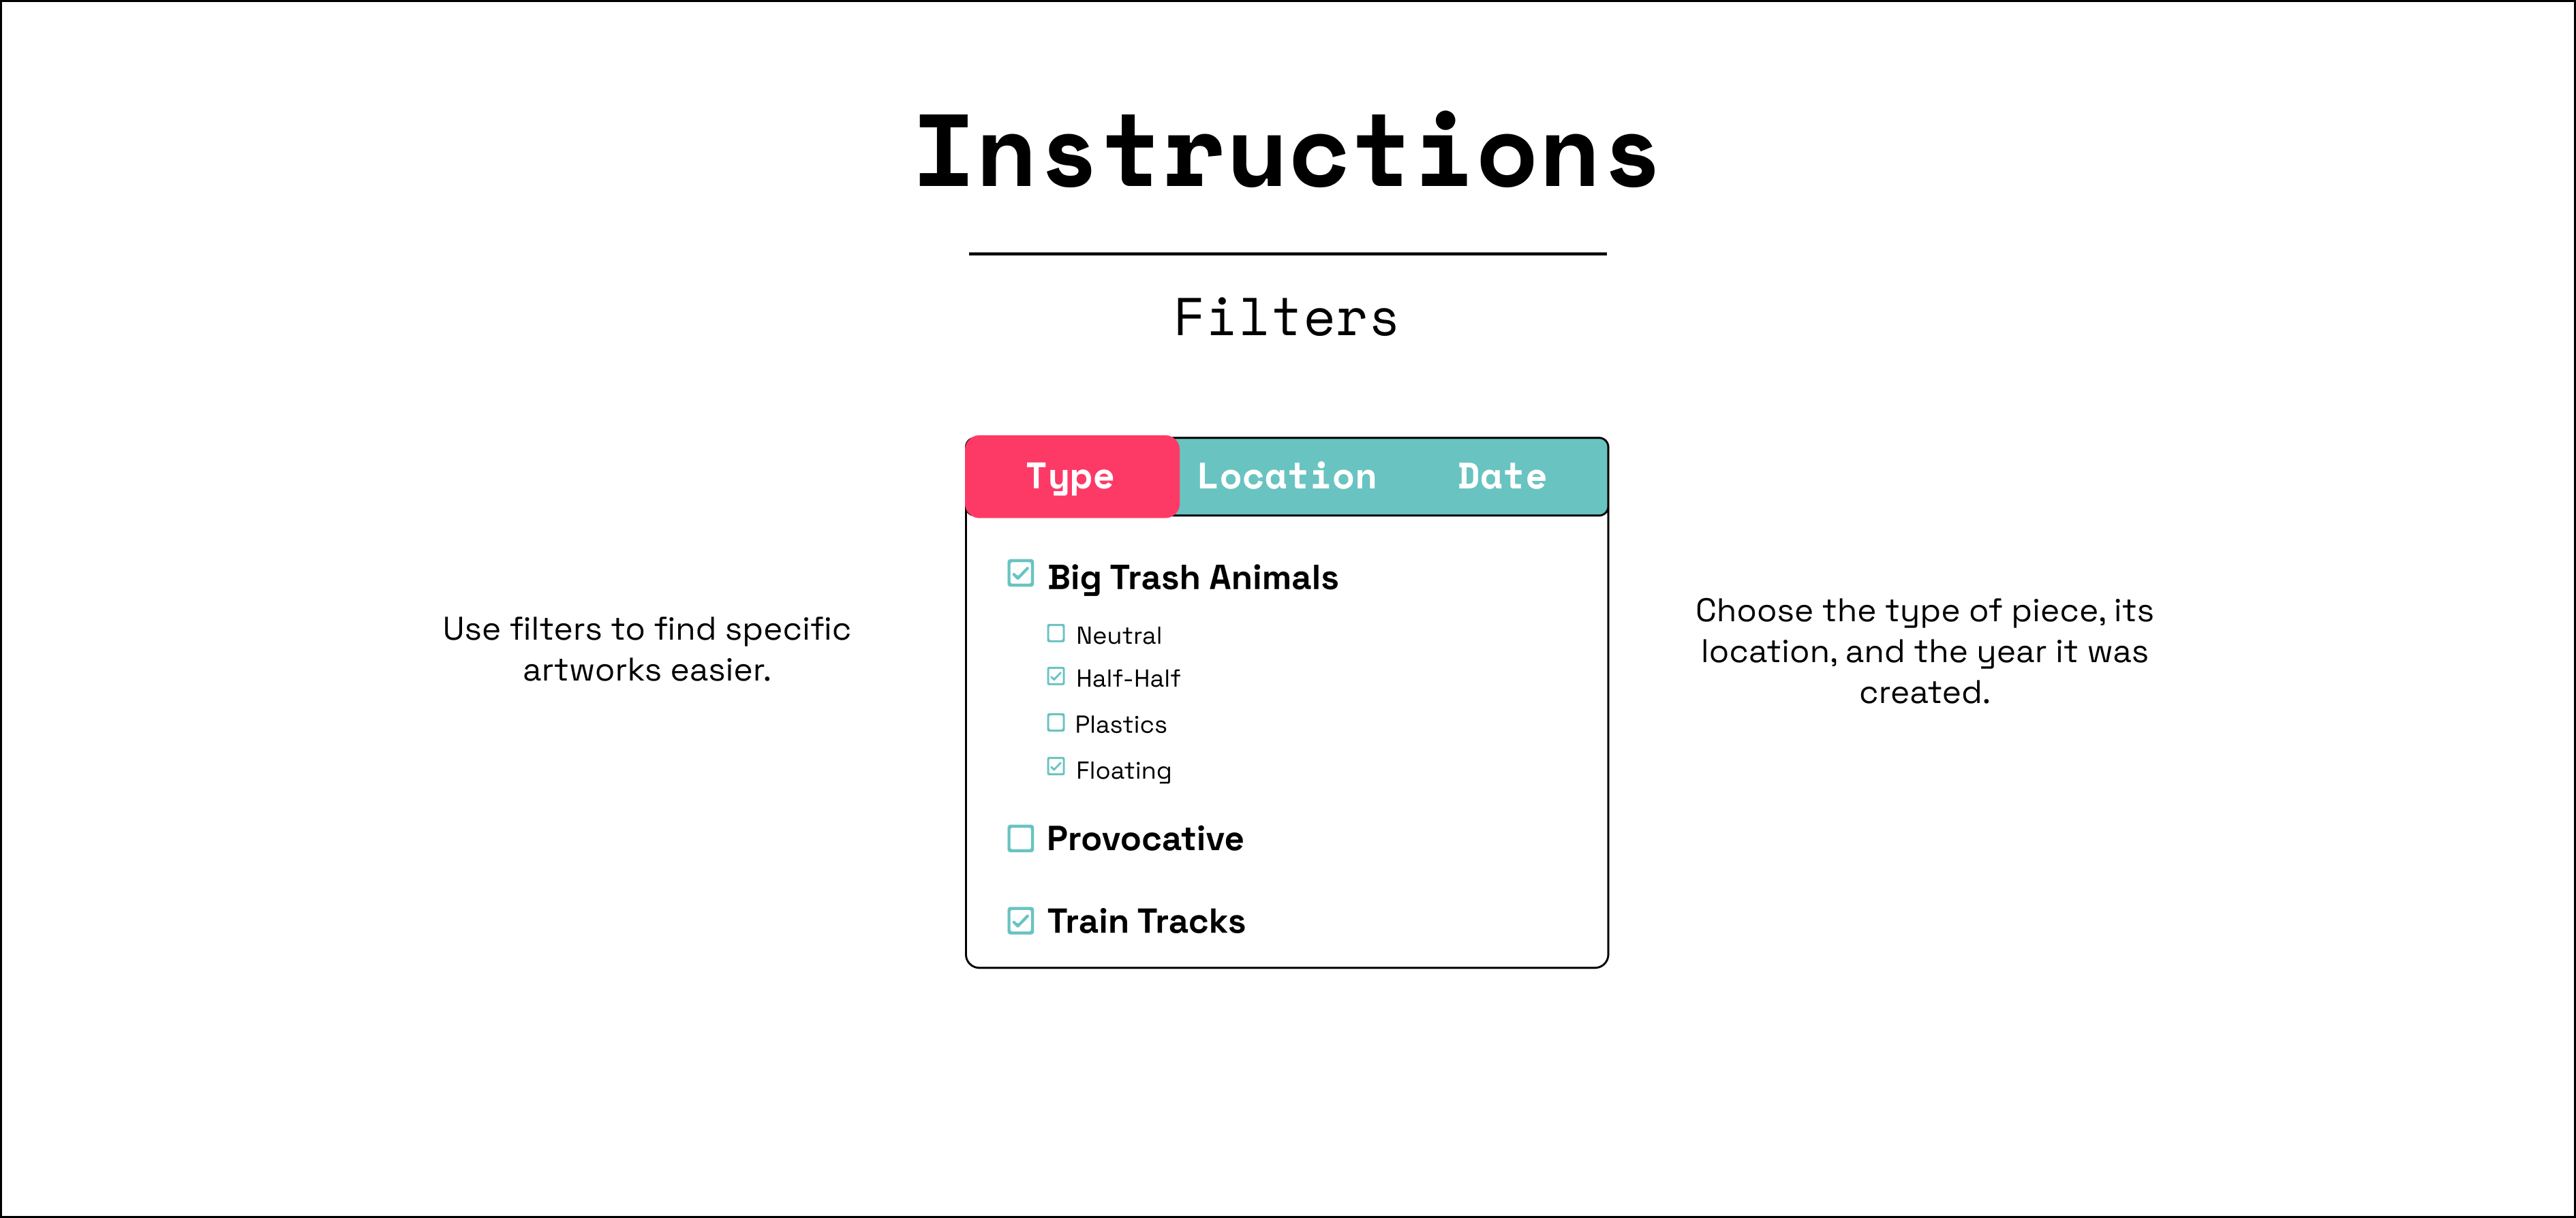 Instructions
Filters
Use filters to find specific
artworks easier.
Type Location Date
Big Trash Animals
Neutral
Half-Half
Plastics
Floating
Provocative
Train Tracks
Choose the type of piece, its
location, and the year it was
created.